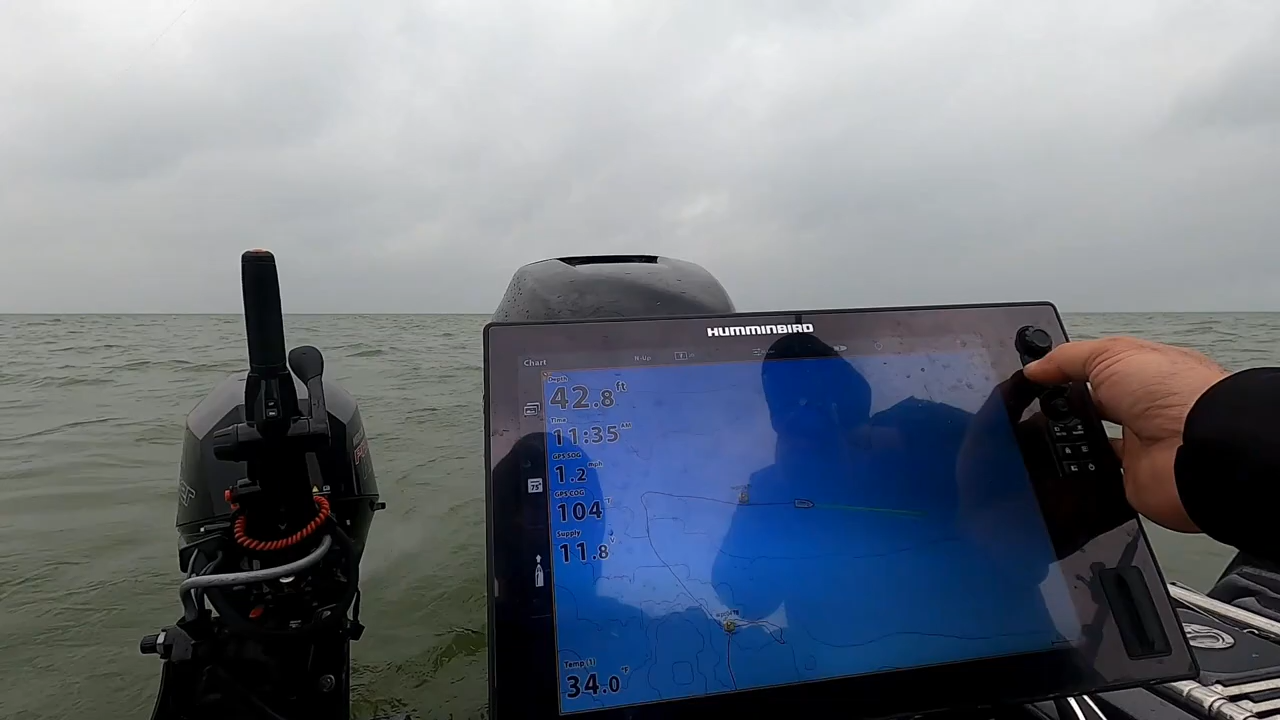 HUMMINBIRD
Chart
N-Up
Depth
42.8 ft
Time
11:35 AM
GPS SOG
1.2 mph
GPS COG
104
Supply
11.8 V
Temp (1)
34.0 °F